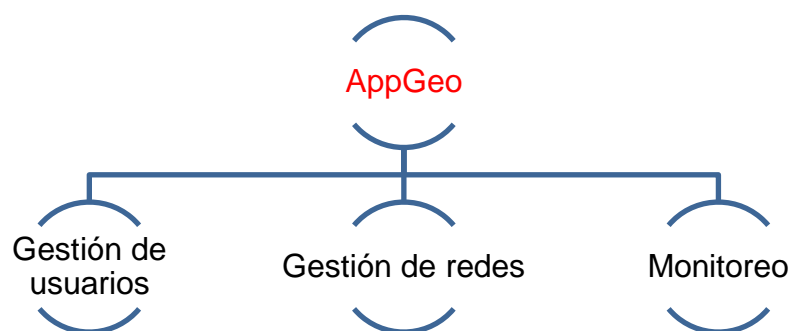 AppGeo
Gestión de
usuarios
Gestión de redes
Monitoreo